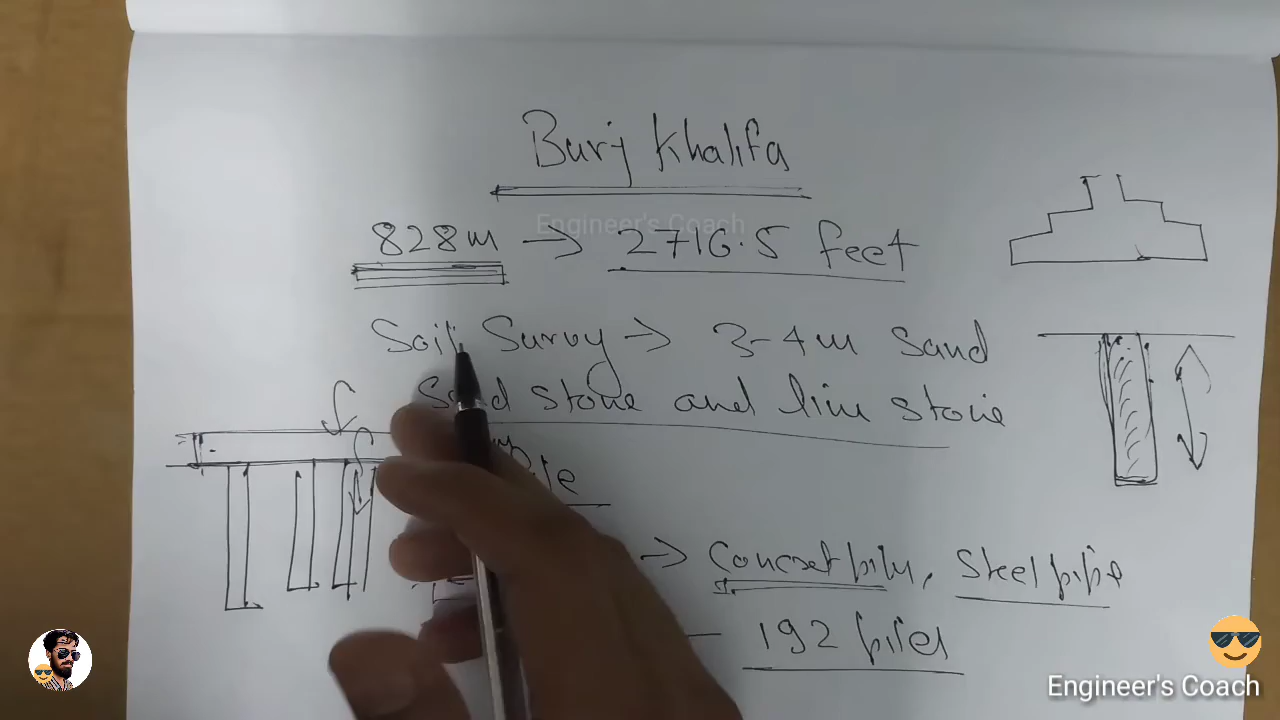 Burj Khalifa
Engineer's Coach
828m → 2716.5 feet
Soil Survy → 3-4m Sand
Sand stone and lim stone
Pile
→ Concret pile, Steel pipe
— 192 piles
Engineer's Coach